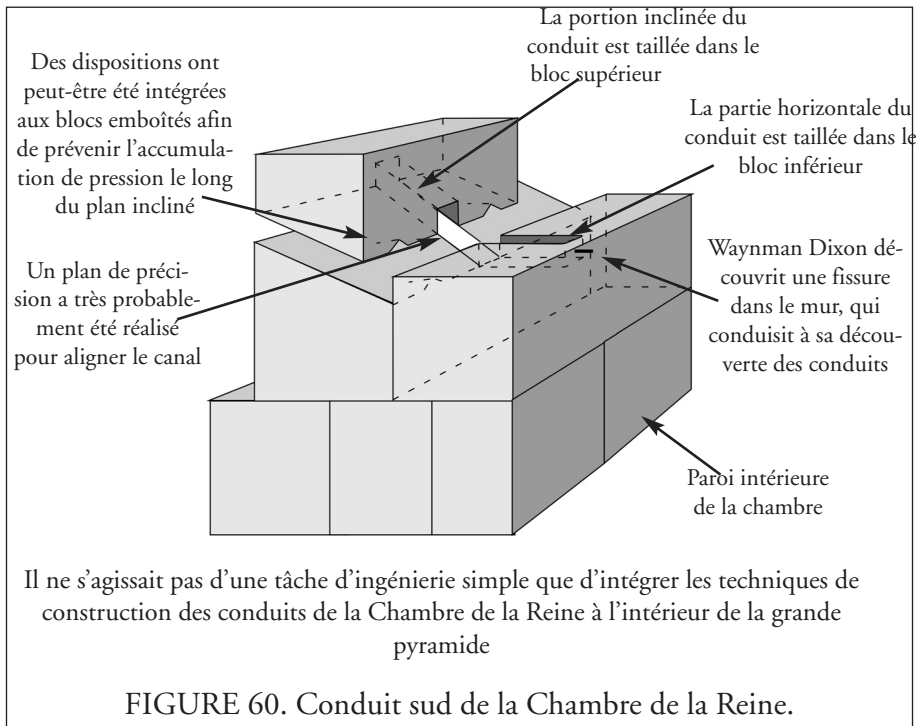 La portion inclinée du
conduit est taillée dans le
bloc supérieur
Des dispositions ont
peut-être été intégrées
aux blocs emboîtés afin
de prévenir l'accumula-
tion de pression le long
du plan incliné
La partie horizontale du
conduit est taillée dans le
bloc inférieur
Un plan de préci-
sion a très probable-
ment été réalisé
pour aligner le canal
Waynman Dixon dé-
couvrit une fissure
dans le mur, qui
conduisit à sa décou-
verte des conduits
Paroi intérieure
de la chambre
Il ne s'agissait pas d'une tâche d'ingénierie simple que d'intégrer les techniques de
construction des conduits de la Chambre de la Reine à l'intérieur de la grande
pyramide
FIGURE 60. Conduit sud de la Chambre de la Reine.